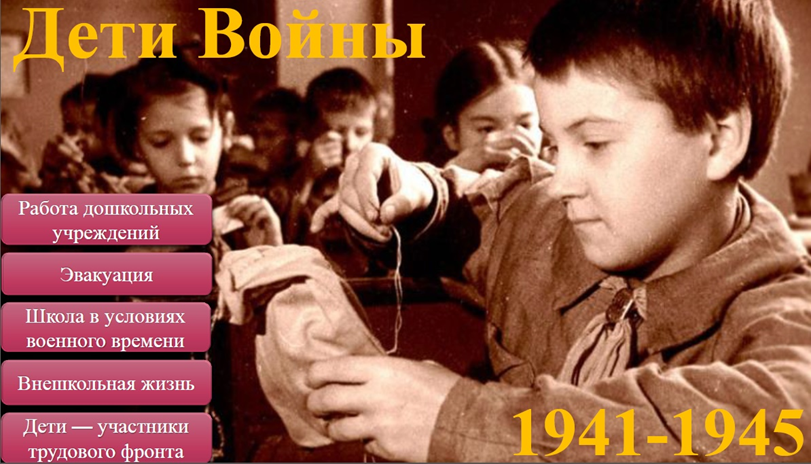 Дети Войны
Работа дошкольных
учреждений
Эвакуация
Школа в условиях
военного времени
Внешкольная жизнь
Дети — участники
трудового фронта
1941-1945